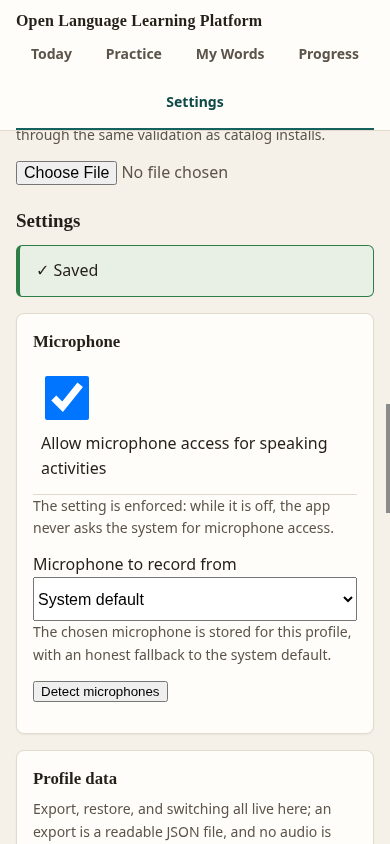 Open Language Learning Platform
Today Practice My Words Progress
Settings
through the same validation as catalog installs.
Choose File No file chosen
Settings
✓ Saved
Microphone
Allow microphone access for speaking
activities
The setting is enforced: while it is off, the app
never asks the system for microphone access.
Microphone to record from
System default
The chosen microphone is stored for this profile,
with an honest fallback to the system default.
Detect microphones
Profile data
Export, restore, and switching all live here; an
export is a readable JSON file, and no audio is